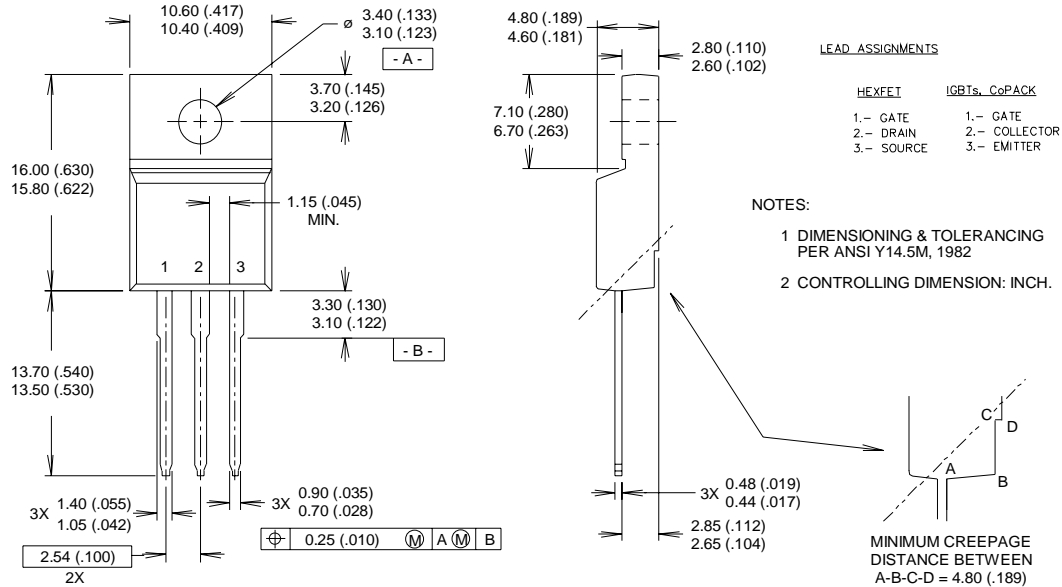 10.60 (.417)
10.40 (.409)
ø 3.40 (.133)
3.10 (.123)
- A -
3.70 (.145)
3.20 (.126)
16.00 (.630)
15.80 (.622)
1.15 (.045)
MIN.
1 2 3
3.30 (.130)
3.10 (.122)
- B -
13.70 (.540)
13.50 (.530)
3X 1.40 (.055)
1.05 (.042)
3X 0.90 (.035)
0.70 (.028)
2.54 (.100)
2X
⌖ 0.25 (.010) Ⓜ A Ⓜ B
4.80 (.189)
4.60 (.181)
2.80 (.110)
2.60 (.102)
7.10 (.280)
6.70 (.263)
3X 0.48 (.019)
0.44 (.017)
2.85 (.112)
2.65 (.104)
LEAD ASSIGNMENTS
HEXFET
1.- GATE
2.- DRAIN
3.- SOURCE
IGBTs, CoPACK
1.- GATE
2.- COLLECTOR
3.- EMITTER
NOTES:
1 DIMENSIONING & TOLERANCING
PER ANSI Y14.5M, 1982
2 CONTROLLING DIMENSION: INCH.
C
D
A
B
MINIMUM CREEPAGE
DISTANCE BETWEEN
A-B-C-D = 4.80 (.189)